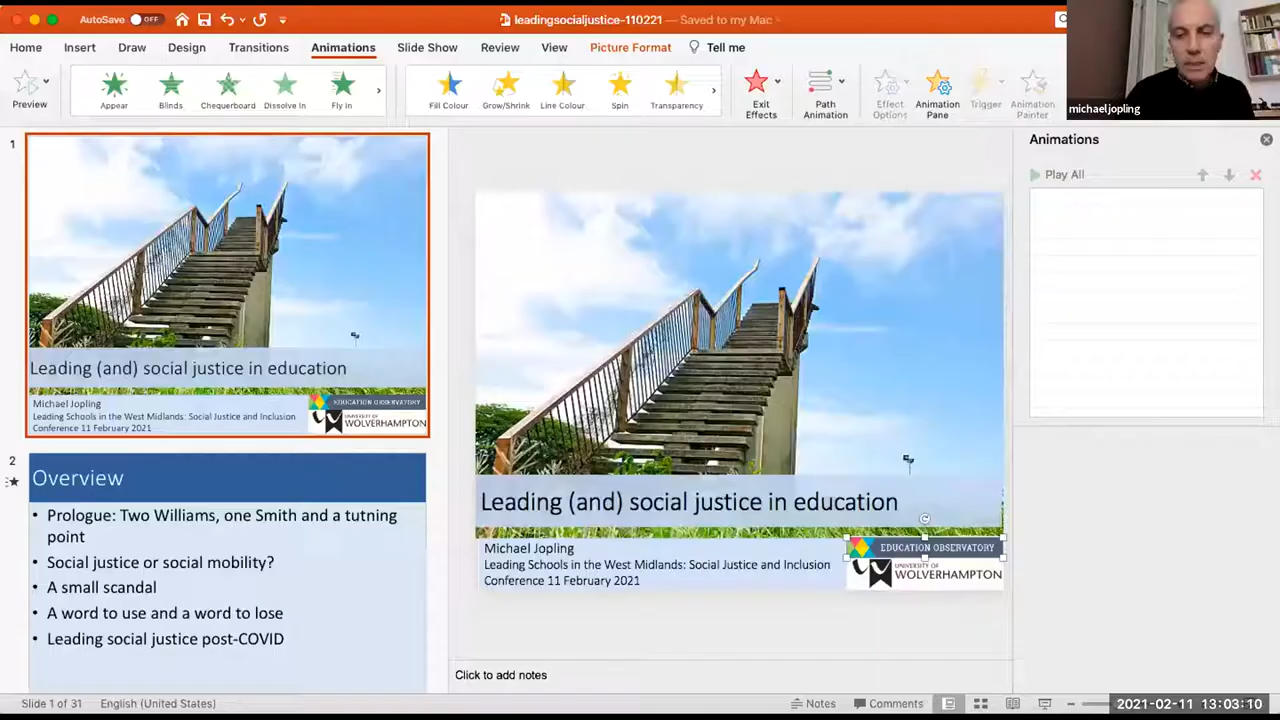 AutoSave OFF
leadingsocialjustice-110221 — Saved to my Mac
Home Insert Draw Design Transitions Animations Slide Show Review View Picture Format Tell me
Preview
Appear Blinds Chequerboard Dissolve In Fly In
Fill Colour Grow/Shrink Line Colour Spin Transparency
Exit Effects
Path Animation
Effect Options
Animation Pane
Trigger
Animation Painter
michael jopling
1
Leading (and) social justice in education
Michael Jopling
Leading Schools in the West Midlands: Social Justice and Inclusion
Conference 11 February 2021
EDUCATION OBSERVATORY
UNIVERSITY OF
WOLVERHAMPTON
2
Overview
• Prologue: Two Williams, one Smith and a tutning
point
• Social justice or social mobility?
• A small scandal
• A word to use and a word to lose
• Leading social justice post-COVID
Leading (and) social justice in education
Michael Jopling
Leading Schools in the West Midlands: Social Justice and Inclusion
Conference 11 February 2021
EDUCATION OBSERVATORY
UNIVERSITY OF
WOLVERHAMPTON
Click to add notes
Animations
Play All
Slide 1 of 31 English (United States) Notes Comments
2021-02-11 13:03:10